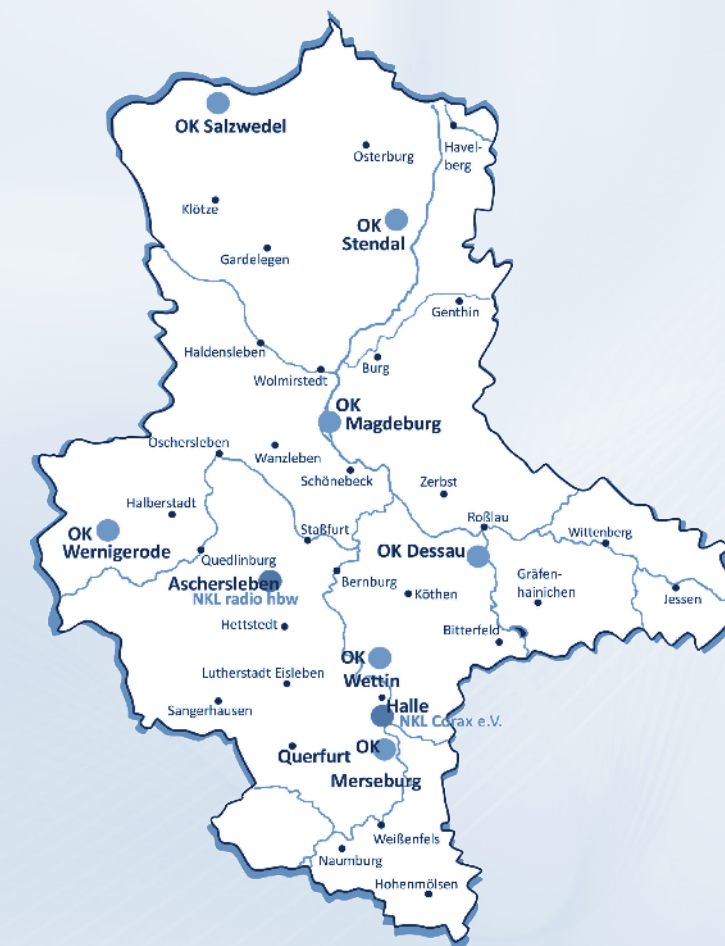 OK Salzwedel
Osterburg
Havel-
berg
Klötze
OK
Stendal
Gardelegen
Genthin
Haldensleben
Burg
Wolmirstedt
OK
Magdeburg
Oschersleben
Wanzleben
Schönebeck
Zerbst
Halberstadt
Roßlau
OK
Wernigerode
Staßfurt
Wittenberg
OK Dessau
Quedlinburg
Aschersleben
NKL radio hbw
Bernburg
Köthen
Gräfen-
hainichen
Jessen
Hettstedt
Bitterfeld
OK
Wettin
Lutherstadt Eisleben
Sangerhausen
Halle
NKL Corax e.V.
Querfurt
OK
Merseburg
Weißenfels
Naumburg
Hohenmölsen